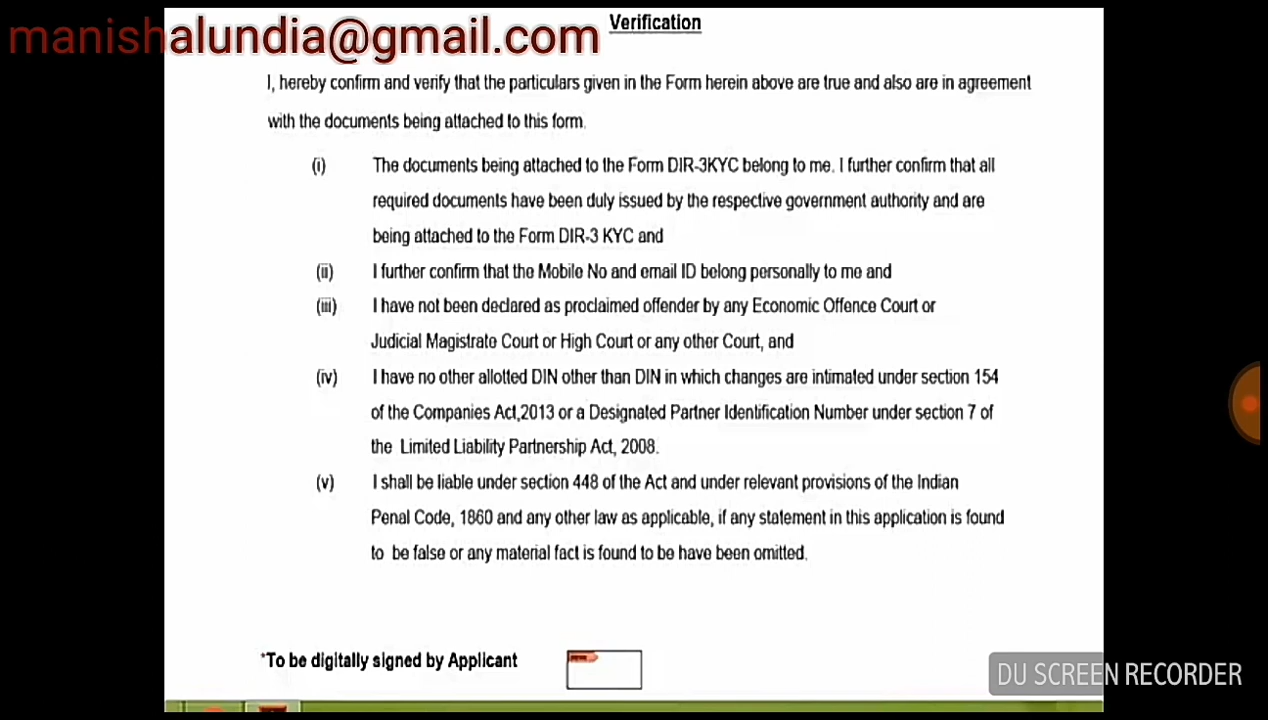 Verification
manishalundia@gmail.com
I, hereby confirm and verify that the particulars given in the Form herein above are true and also are in agreement
with the documents being attached to this form.
(i) The documents being attached to the Form DIR-3KYC belong to me. I further confirm that all
required documents have been duly issued by the respective government authority and are
being attached to the Form DIR-3 KYC and
(ii) I further confirm that the Mobile No and email ID belong personally to me and
(iii) I have not been declared as proclaimed offender by any Economic Offence Court or
Judicial Magistrate Court or High Court or any other Court, and
(iv) I have no other allotted DIN other than DIN in which changes are intimated under section 154
of the Companies Act,2013 or a Designated Partner Identification Number under section 7 of
the Limited Liability Partnership Act, 2008.
(v) I shall be liable under section 448 of the Act and under relevant provisions of the Indian
Penal Code, 1860 and any other law as applicable, if any statement in this application is found
to be false or any material fact is found to be have been omitted.
*To be digitally signed by Applicant
DU SCREEN RECORDER